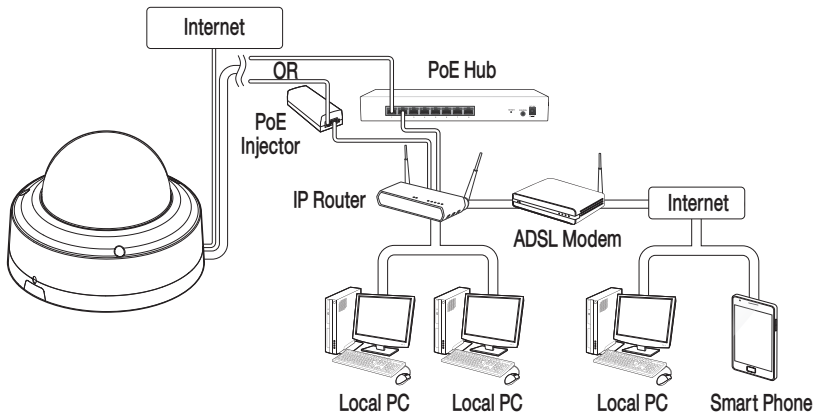 Internet
OR
PoE Hub
PoE
Injector
IP Router
ADSL Modem
Internet
Local PC
Local PC
Local PC
Smart Phone